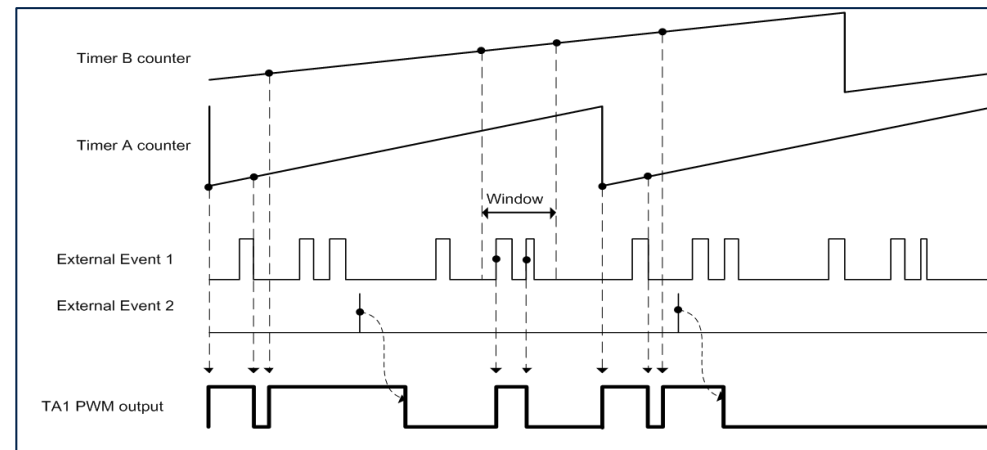 Timer B counter
Timer A counter
Window
External Event 1
External Event 2
TA1 PWM output